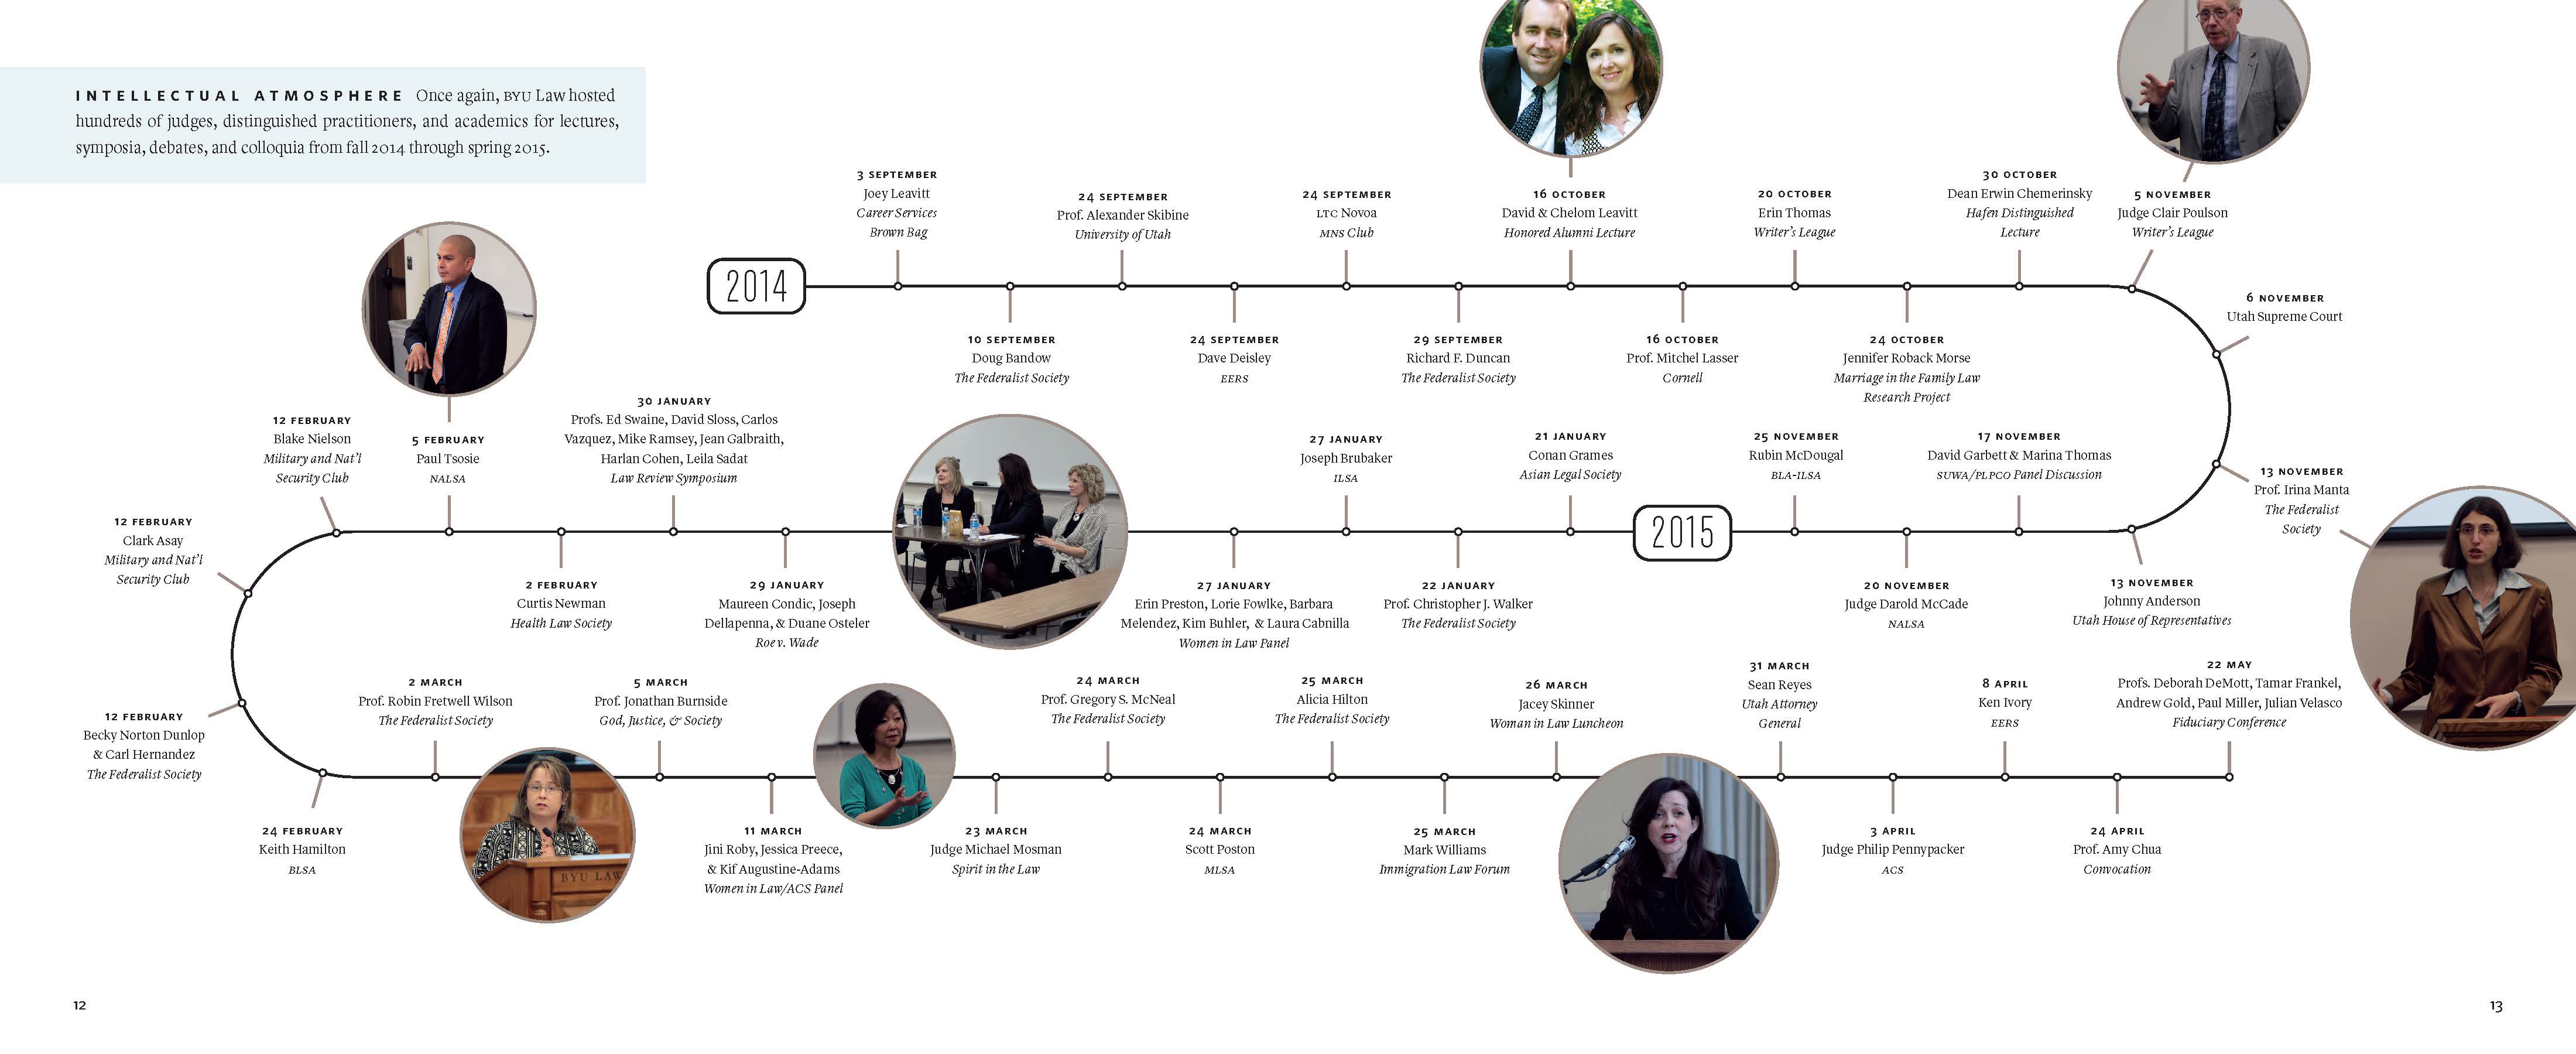 INTELLECTUAL ATMOSPHERE Once again, BYU Law hosted
hundreds of judges, distinguished practitioners, and academics for lectures,
symposia, debates, and colloquia from fall 2014 through spring 2015.
2014
3 SEPTEMBER
Joey Leavitt
Career Services
Brown Bag
10 SEPTEMBER
Doug Bandow
The Federalist Society
24 SEPTEMBER
Prof. Alexander Skibine
University of Utah
24 SEPTEMBER
Dave Deisley
EERS
24 SEPTEMBER
LTC Novoa
MNS Club
29 SEPTEMBER
Richard F. Duncan
The Federalist Society
16 OCTOBER
David & Chelom Leavitt
Honored Alumni Lecture
16 OCTOBER
Prof. Mitchel Lasser
Cornell
20 OCTOBER
Erin Thomas
Writer's League
24 OCTOBER
Jennifer Roback Morse
Marriage in the Family Law
Research Project
30 OCTOBER
Dean Erwin Chemerinsky
Hafen Distinguished
Lecture
5 NOVEMBER
Judge Clair Poulson
Writer's League
6 NOVEMBER
Utah Supreme Court
13 NOVEMBER
Prof. Irina Manta
The Federalist
Society
13 NOVEMBER
Johnny Anderson
Utah House of Representatives
17 NOVEMBER
David Garbett & Marina Thomas
SUWA/PLPCO Panel Discussion
20 NOVEMBER
Judge Darold McCade
NALSA
25 NOVEMBER
Rubin McDougal
BLA-ILSA
2015
21 JANUARY
Conan Grames
Asian Legal Society
22 JANUARY
Prof. Christopher J. Walker
The Federalist Society
27 JANUARY
Joseph Brubaker
ILSA
27 JANUARY
Erin Preston, Lorie Fowlke, Barbara
Melendez, Kim Buhler, & Laura Cabnilla
Women in Law Panel
29 JANUARY
Maureen Condic, Joseph
Dellapenna, & Duane Osteler
Roe v. Wade
30 JANUARY
Profs. Ed Swaine, David Sloss, Carlos
Vazquez, Mike Ramsey, Jean Galbraith,
Harlan Cohen, Leila Sadat
Law Review Symposium
2 FEBRUARY
Curtis Newman
Health Law Society
5 FEBRUARY
Paul Tsosie
NALSA
12 FEBRUARY
Blake Nielson
Military and Nat'l
Security Club
12 FEBRUARY
Clark Asay
Military and Nat'l
Security Club
12 FEBRUARY
Becky Norton Dunlop
& Carl Hernandez
The Federalist Society
24 FEBRUARY
Keith Hamilton
BLSA
2 MARCH
Prof. Robin Fretwell Wilson
The Federalist Society
BYU LAW
5 MARCH
Prof. Jonathan Burnside
God, Justice, & Society
11 MARCH
Jini Roby, Jessica Preece,
& Kif Augustine-Adams
Women in Law/ACS Panel
23 MARCH
Judge Michael Mosman
Spirit in the Law
24 MARCH
Prof. Gregory S. McNeal
The Federalist Society
24 MARCH
Scott Poston
MLSA
25 MARCH
Alicia Hilton
The Federalist Society
25 MARCH
Mark Williams
Immigration Law Forum
26 MARCH
Jacey Skinner
Woman in Law Luncheon
31 MARCH
Sean Reyes
Utah Attorney
General
3 APRIL
Judge Philip Pennypacker
ACS
8 APRIL
Ken Ivory
EERS
24 APRIL
Prof. Amy Chua
Convocation
22 MAY
Profs. Deborah DeMott, Tamar Frankel,
Andrew Gold, Paul Miller, Julian Velasco
Fiduciary Conference
12
13